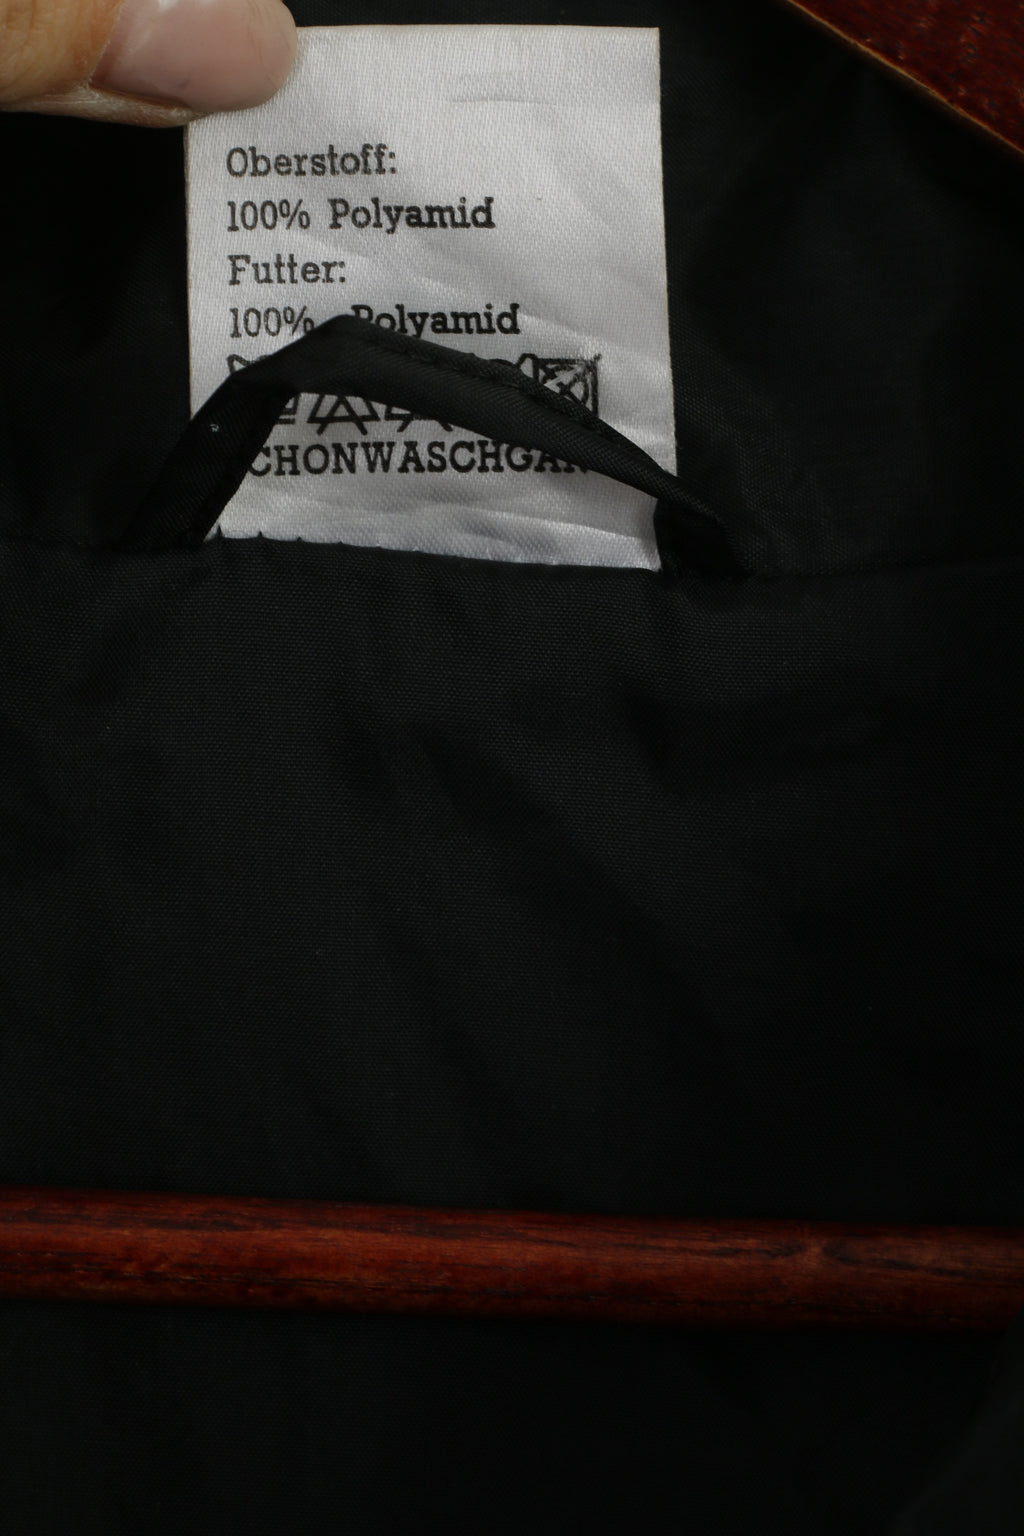 Oberstoff:
100% Polyamid
Futter:
100% Polyamid